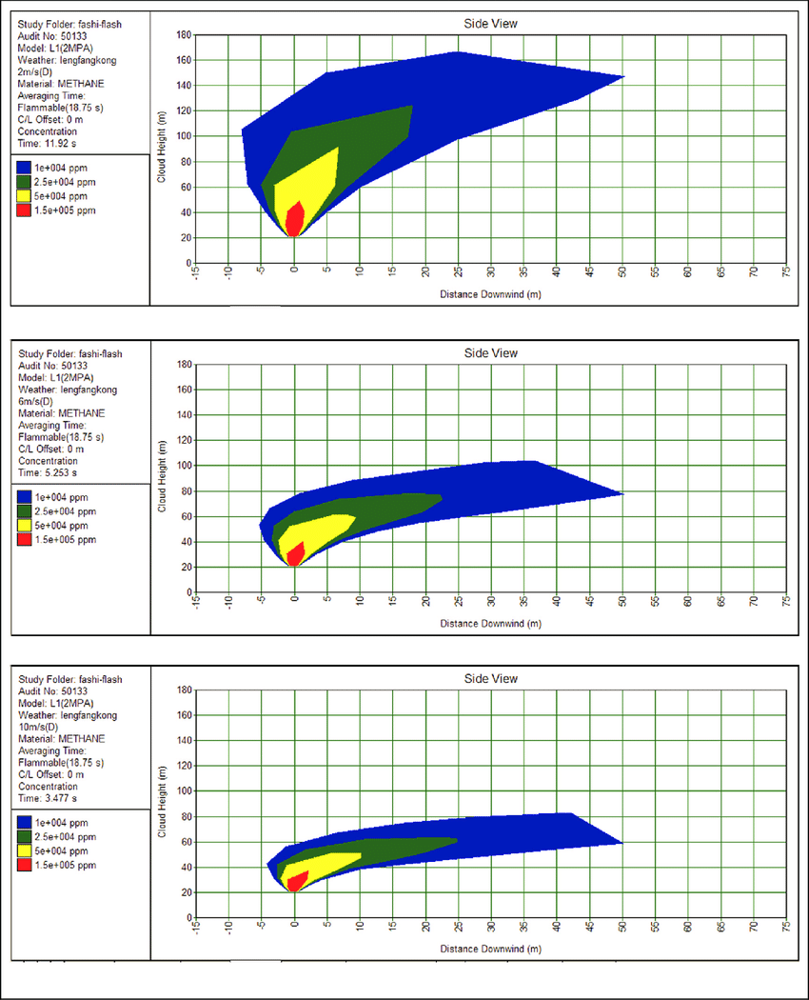 Study Folder: fashi-flash
Audit No: 50133
Model: L1(2MPA)
Weather: lengfangkong
2m/s(D)
Material: METHANE
Averaging Time:
Flammable(18.75 s)
C/L Offset: 0 m
Concentration
Time: 11.92 s
1e+004 ppm
2.5e+004 ppm
5e+004 ppm
1.5e+005 ppm
Side View
Cloud Height (m)
180
160
140
120
100
80
60
40
20
0
-15 -10 -5 0 5 10 15 20 25 30 35 40 45 50 55 60 65 70 75
Distance Downwind (m)
Study Folder: fashi-flash
Audit No: 50133
Model: L1(2MPA)
Weather: lengfangkong
6m/s(D)
Material: METHANE
Averaging Time:
Flammable(18.75 s)
C/L Offset: 0 m
Concentration
Time: 5.253 s
1e+004 ppm
2.5e+004 ppm
5e+004 ppm
1.5e+005 ppm
Side View
Cloud Height (m)
180
160
140
120
100
80
60
40
20
0
-15 -10 -5 0 5 10 15 20 25 30 35 40 45 50 55 60 65 70 75
Distance Downwind (m)
Study Folder: fashi-flash
Audit No: 50133
Model: L1(2MPA)
Weather: lengfangkong
10m/s(D)
Material: METHANE
Averaging Time:
Flammable(18.75 s)
C/L Offset: 0 m
Concentration
Time: 3.477 s
1e+004 ppm
2.5e+004 ppm
5e+004 ppm
1.5e+005 ppm
Side View
Cloud Height (m)
180
160
140
120
100
80
60
40
20
0
-15 -10 -5 0 5 10 15 20 25 30 35 40 45 50 55 60 65 70 75
Distance Downwind (m)